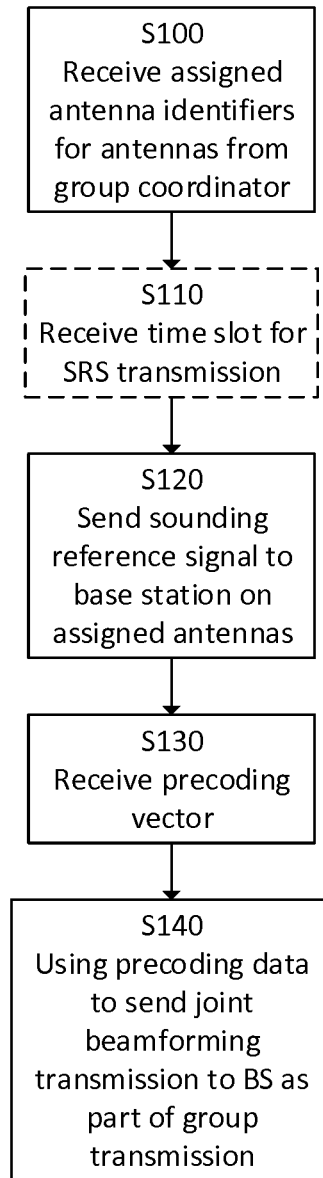 S100
Receive assigned
antenna identifiers
for antennas from
group coordinator
S110
Receive time slot for
SRS transmission
S120
Send sounding
reference signal to
base station on
assigned antennas
S130
Receive precoding
vector
S140
Using precoding data
to send joint
beamforming
transmission to BS as
part of group
transmission